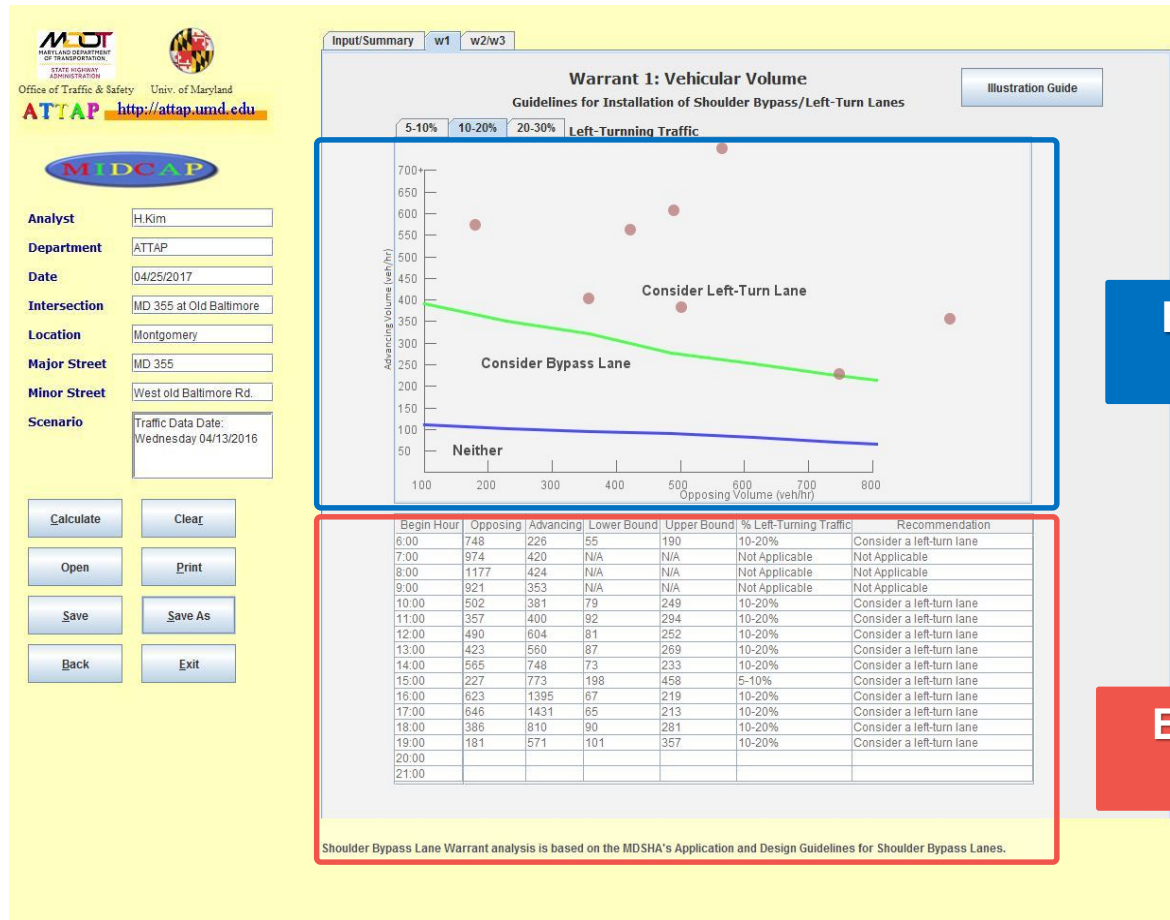 MDOT
MARYLAND DEPARTMENT
OF TRANSPORTATION.
STATE HIGHWAY
ADMINISTRATION
Office of Traffic & Safety Univ. of Maryland
ATTAP http://attap.umd.edu
MIDCAP
Analyst H.Kim
Department ATTAP
Date 04/25/2017
Intersection MD 355 at Old Baltimore
Location Montgomery
Major Street MD 355
Minor Street West old Baltimore Rd.
Scenario Traffic Data Date:
Wednesday 04/13/2016
Calculate Clear
Open Print
Save Save As
Back Exit
Input/Summary w1 w2/w3
Warrant 1: Vehicular Volume
Illustration Guide
Guidelines for Installation of Shoulder Bypass/Left-Turn Lanes
5-10% 10-20% 20-30% Left-Turnning Traffic
700+
650
600
550
500
450
400
350
300
250
200
150
100
50
Advancing Volume (veh/hr)
Consider Left-Turn Lane
Consider Bypass Lane
Neither
100 200 300 400 500 600 700 800
Opposing Volume (veh/hr)
Begin Hour Opposing Advancing Lower Bound Upper Bound % Left-Turning Traffic Recommendation
6:00 748 226 55 190 10-20% Consider a left-turn lane
7:00 974 420 N/A N/A Not Applicable Not Applicable
8:00 1177 424 N/A N/A Not Applicable Not Applicable
9:00 921 353 N/A N/A Not Applicable Not Applicable
10:00 502 381 79 249 10-20% Consider a left-turn lane
11:00 357 400 92 294 10-20% Consider a left-turn lane
12:00 490 604 81 252 10-20% Consider a left-turn lane
13:00 423 560 87 269 10-20% Consider a left-turn lane
14:00 565 748 73 233 10-20% Consider a left-turn lane
15:00 227 773 198 458 5-10% Consider a left-turn lane
16:00 623 1395 67 219 10-20% Consider a left-turn lane
17:00 646 1431 65 213 10-20% Consider a left-turn lane
18:00 386 810 90 281 10-20% Consider a left-turn lane
19:00 181 571 101 357 10-20% Consider a left-turn lane
20:00
21:00
Shoulder Bypass Lane Warrant analysis is based on the MDSHA's Application and Design Guidelines for Shoulder Bypass Lanes.